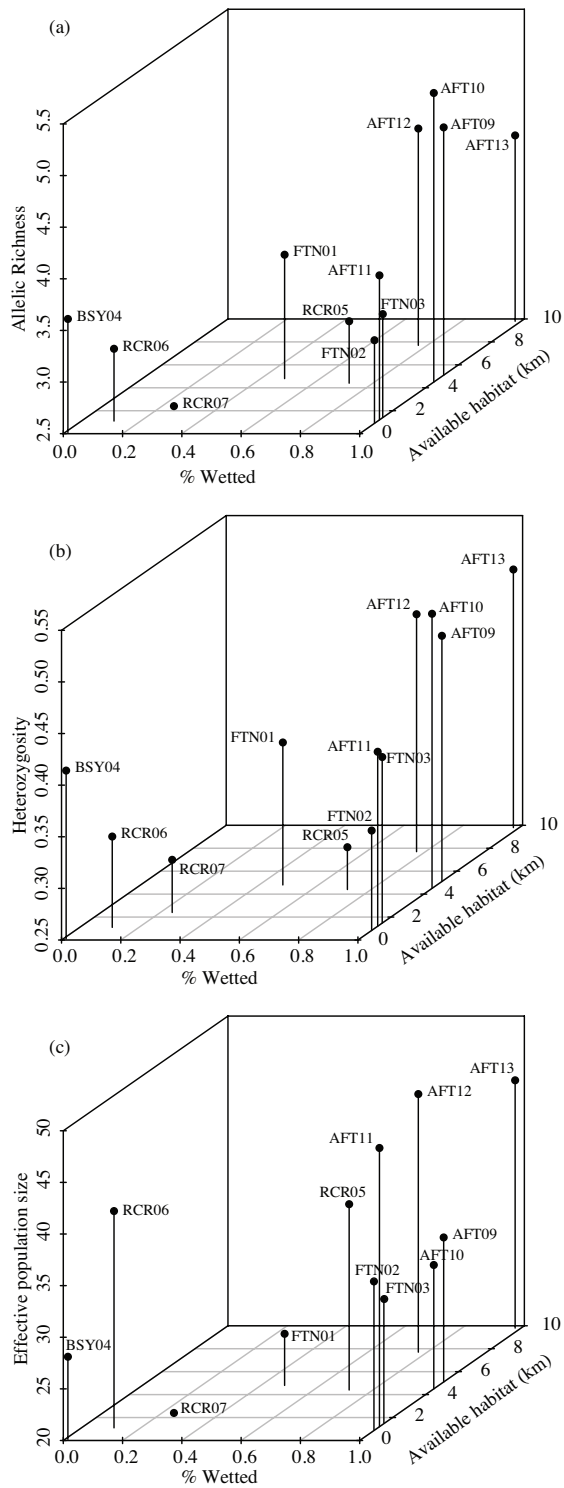 (a)
AFT10
AFT12
AFT09
AFT13
FTN01
AFT11
BSY04
RCR05
FTN03
RCR06
FTN02
RCR07
Allelic Richness
5.5
5.0
4.5
4.0
3.5
3.0
2.5
0.0 0.2 0.4 0.6 0.8 1.0
% Wetted
0 2 4 6 8 10
Available habitat (km)
(b)
AFT13
AFT12
AFT10
AFT09
FTN01
AFT11
FTN03
BSY04
RCR06
FTN02
RCR05
RCR07
Heterozygosity
0.55
0.50
0.45
0.40
0.35
0.30
0.25
0.0 0.2 0.4 0.6 0.8 1.0
% Wetted
0 2 4 6 8 10
Available habitat (km)
(c)
AFT13
AFT12
AFT11
RCR05
RCR06
AFT09
AFT10
FTN02
FTN03
FTN01
BSY04
RCR07
Effective population size
50
45
40
35
30
25
20
0.0 0.2 0.4 0.6 0.8 1.0
% Wetted
0 2 4 6 8 10
Available habitat (km)